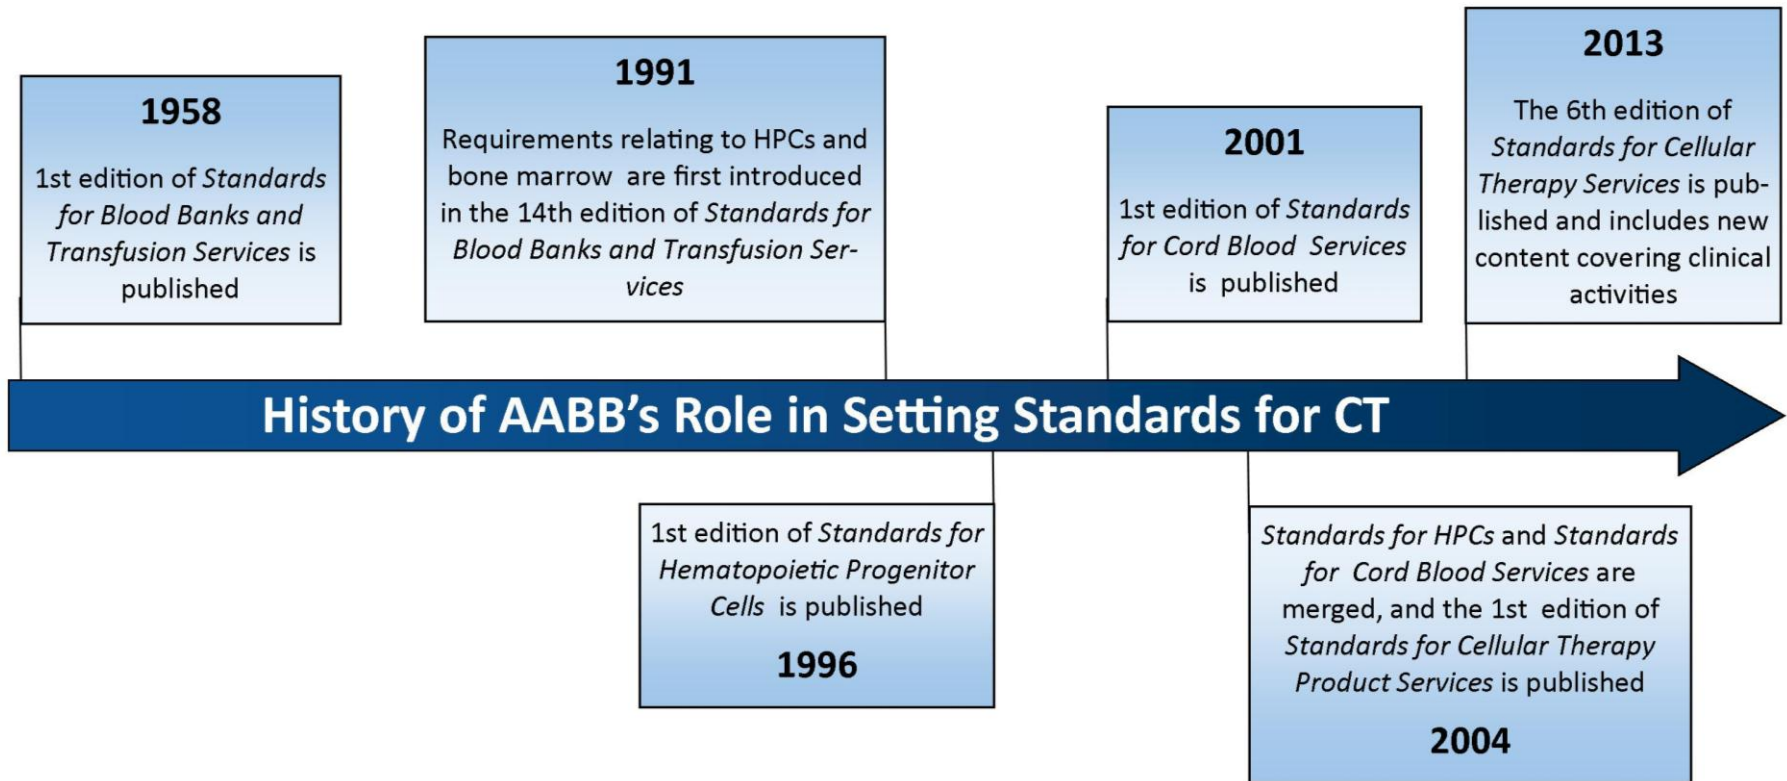 1958
1st edition of Standards
for Blood Banks and
Transfusion Services is
published
1991
Requirements relating to HPCs and
bone marrow are first introduced
in the 14th edition of Standards for
Blood Banks and Transfusion Ser-
vices
2001
1st edition of Standards
for Cord Blood Services
is published
2013
The 6th edition of
Standards for Cellular
Therapy Services is pub-
lished and includes new
content covering clinical
activities
History of AABB’s Role in Setting Standards for CT
1st edition of Standards for
Hematopoietic Progenitor
Cells is published
1996
Standards for HPCs and Standards
for Cord Blood Services are
merged, and the 1st edition of
Standards for Cellular Therapy
Product Services is published
2004